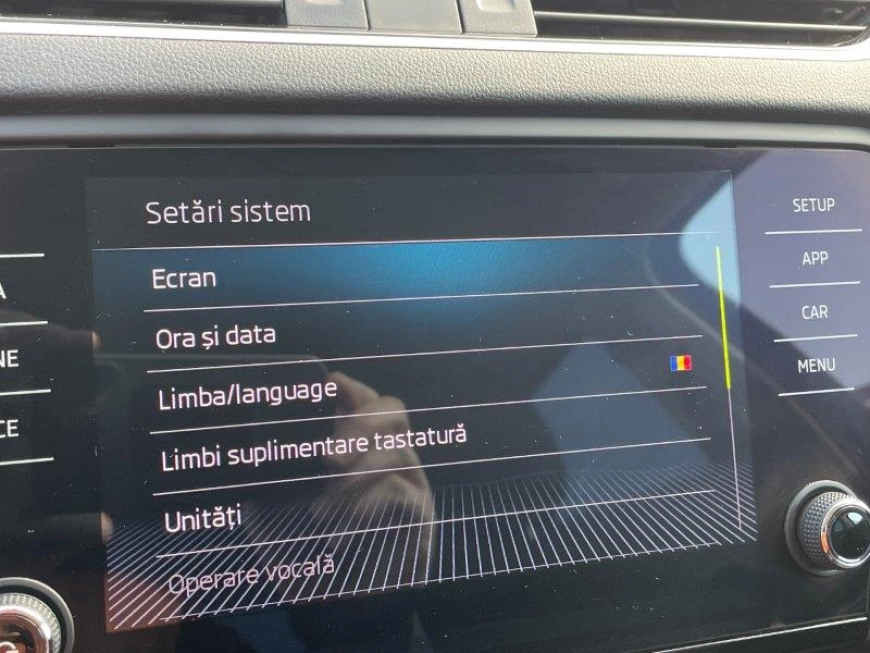 Setări sistem
Ecran
Ora și data
Limba/language
Limbi suplimentare tastatură
Unități
Operare vocală
SETUP
APP
CAR
MENU